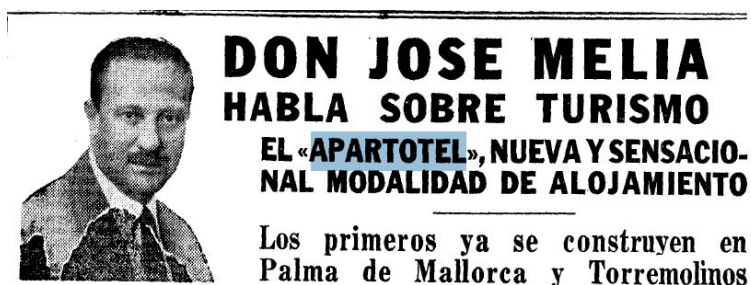 DON JOSE MELIA
HABLA SOBRE TURISMO
EL «APARTOTEL», NUEVA Y SENSACIO-
NAL MODALIDAD DE ALOJAMIENTO
Los primeros ya se construyen en
Palma de Mallorca y Torremolinos